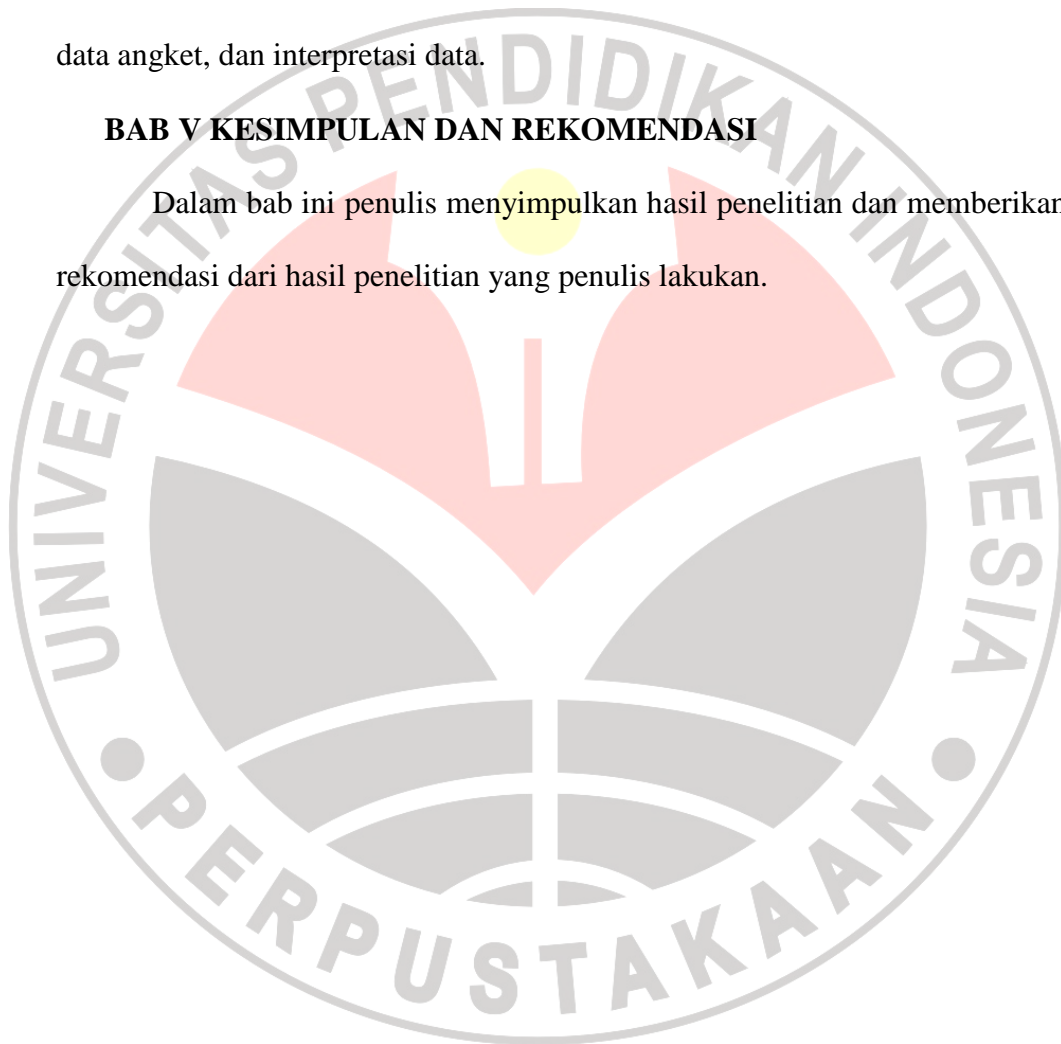 data angket, dan interpretasi data.
BAB V KESIMPULAN DAN REKOMENDASI
Dalam bab ini penulis menyimpulkan hasil penelitian dan memberikan
rekomendasi dari hasil penelitian yang penulis lakukan.
UNIVERSITAS PENDIDIKAN INDONESIA
PERPUSTAKAAN